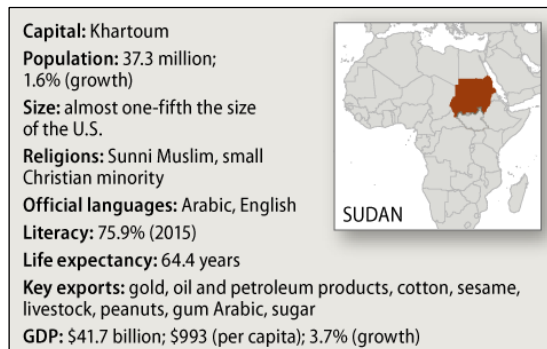 Capital: Khartoum
Population: 37.3 million;
1.6% (growth)
Size: almost one-fifth the size
of the U.S.
Religions: Sunni Muslim, small
Christian minority
Official languages: Arabic, English
Literacy: 75.9% (2015)
Life expectancy: 64.4 years
Key exports: gold, oil and petroleum products, cotton, sesame,
livestock, peanuts, gum Arabic, sugar
GDP: $41.7 billion; $993 (per capita); 3.7% (growth)
SUDAN